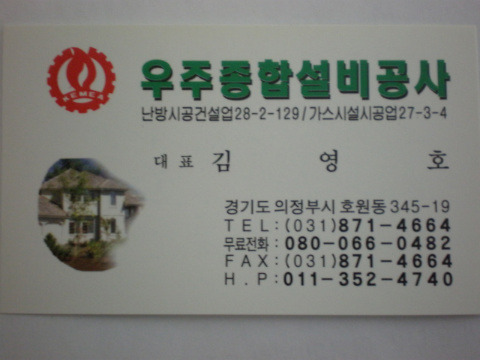 KEMCA
우주종합설비공사
난방시공건설업28-2-129/가스시설시공업27-3-4
대표 김 영 호
경기도 의정부시 호원동 345-19
TEL:(031)871-4664
무료전화:080-066-0482
FAX:(031)871-4664
H.P:011-352-4740